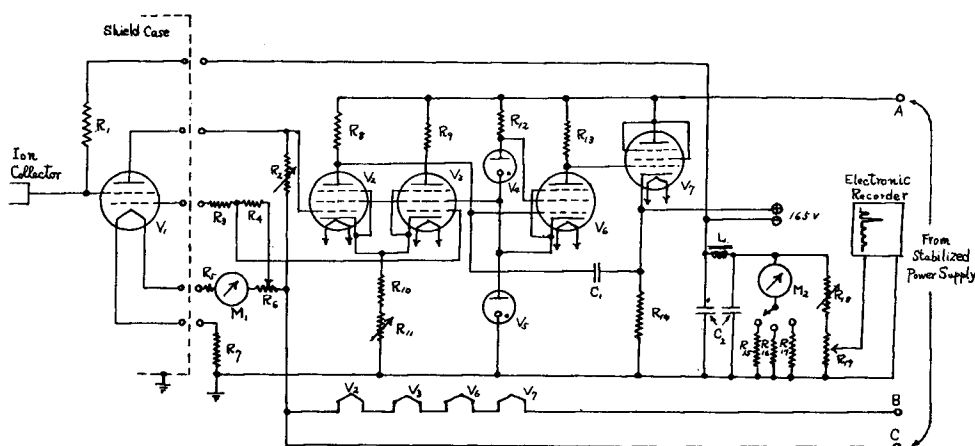 Shield Case
Ion
Collector
R1
V1
R2
R3
R4
R5
M1
R6
R7
R8
V2
R9
V3
R12
V4
R13
V6
V7
A
R10
R11
V5
C1
R14
165V
L
C2
M2
R15
R16
R17
R18
R19
Electronic
Recorder
From
Stabilized
Power Supply
V2
V3
V6
V7
B
C